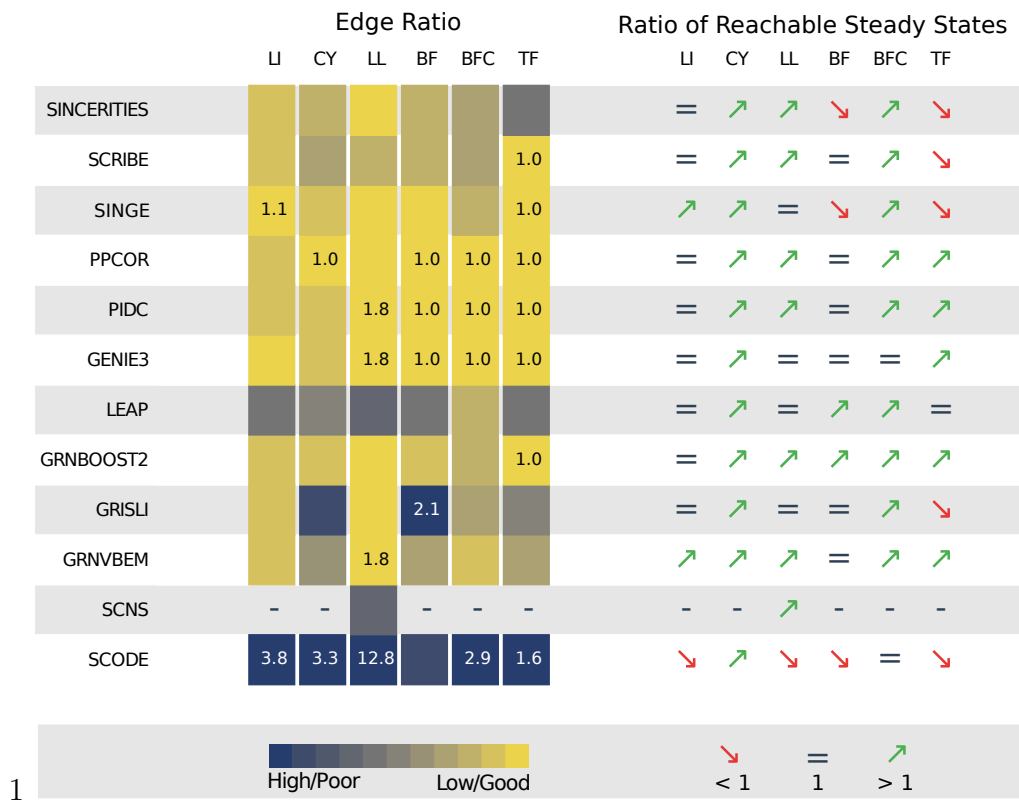 Edge Ratio Ratio of Reachable Steady States
LI CY LL BF BFC TF LI CY LL BF BFC TF
SINCERITIES = ↗ ↗ ↘ ↗ ↘
SCRIBE 1.0 = ↗ ↗ = ↗ ↘
SINGE 1.1 1.0 ↗ ↗ = ↘ ↗ ↘
PPCOR 1.0 1.0 1.0 1.0 = ↗ ↗ = ↗ ↗
PIDC 1.8 1.0 1.0 1.0 = ↗ ↗ = ↗ ↗
GENIE3 1.8 1.0 1.0 1.0 = ↗ = = = ↗
LEAP = ↗ = ↗ ↗ =
GRNBOOST2 1.0 = ↗ ↗ ↗ ↗ ↗
GRISLI 2.1 = ↗ = = ↗ ↘
GRNVBEM 1.8 ↗ ↗ ↗ = ↗ ↗
SCNS - - - - - - - ↗ - - -
SCODE 3.8 3.3 12.8 2.9 1.6 ↘ ↗ ↘ ↘ = ↘
↘ = ↗
High/Poor Low/Good < 1 1 > 1
1